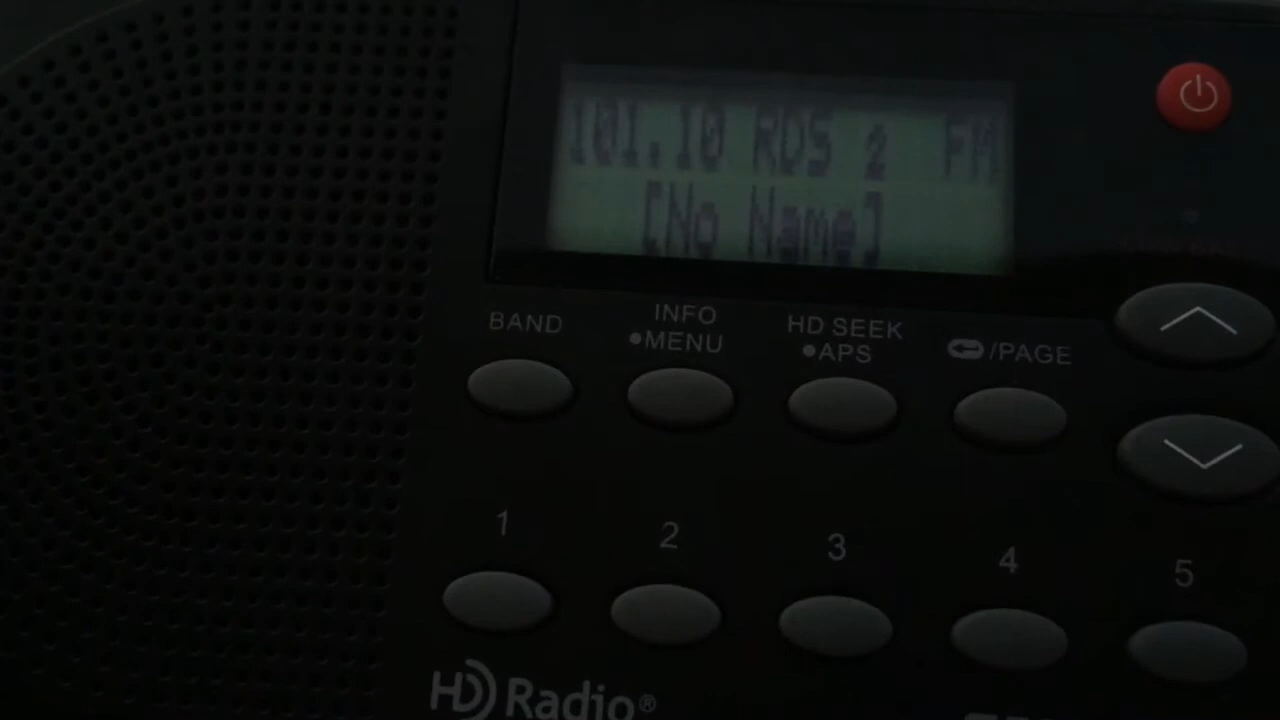 101.10 RDS 2 FM
[No Name]
BAND
INFO
•MENU
HD SEEK
•APS
/PAGE
1
2
3
4
5
HD Radio®